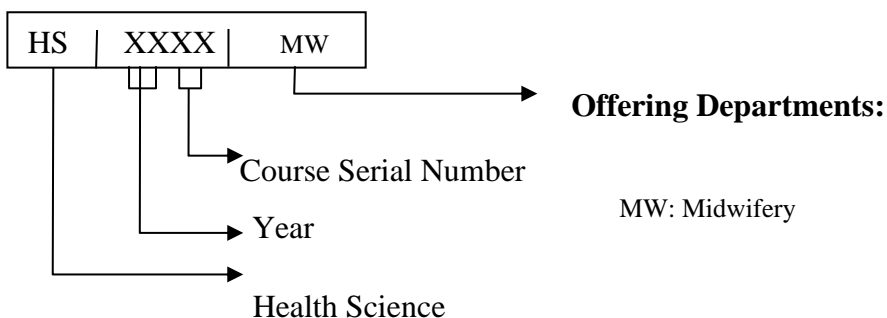 HS | XXXX | MW
Offering Departments:
Course Serial Number
MW: Midwifery
Year
Health Science